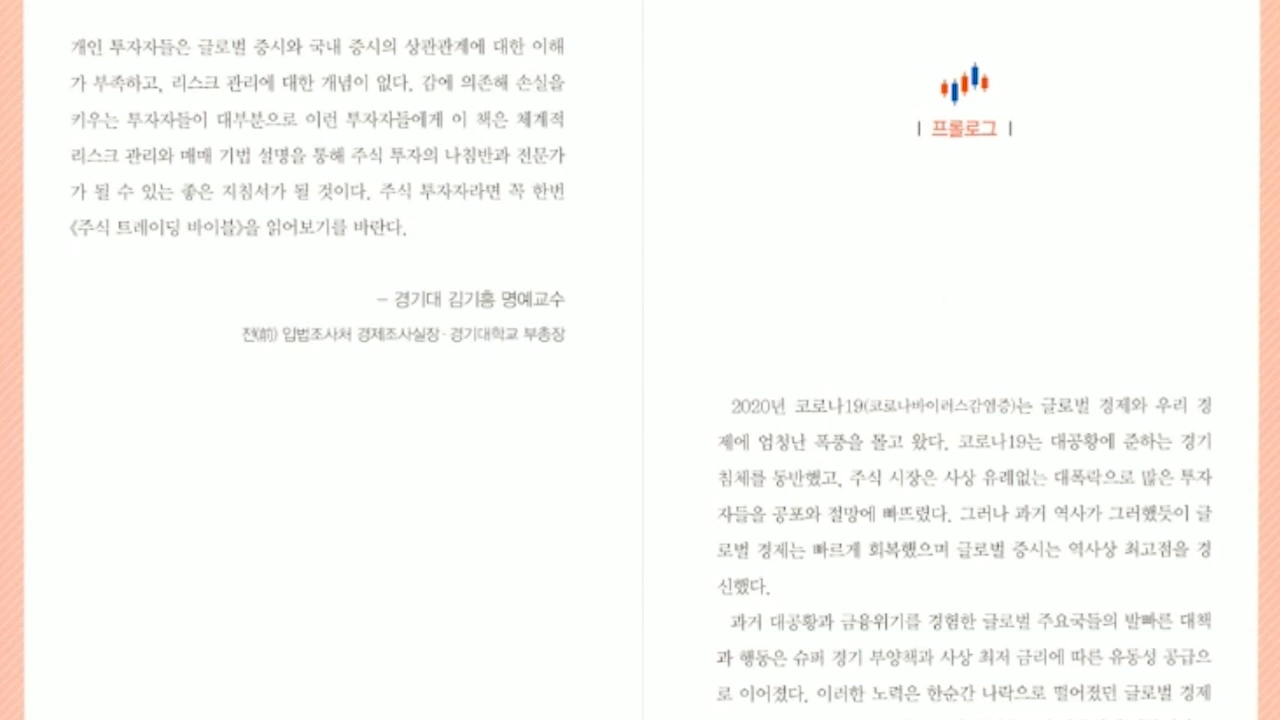 개인 투자자들은 글로벌 증시와 국내 증시의 상관관계에 대한 이해
가 부족하고, 리스크 관리에 대한 개념이 없다. 감에 의존해 손실을
키우는 투자자들이 대부분으로 이런 투자자들에게 이 책은 체계적
리스크 관리와 매매 기법 설명을 통해 주식 투자의 나침반과 전문가
가 될 수 있는 좋은 지침서가 될 것이다. 주식 투자자라면 꼭 한번
《주식 트레이딩 바이블》을 읽어보기를 바란다.
– 경기대 김기흥 명예교수
전(前) 입법조사처 경제조사실장·경기대학교 부총장
| 프롤로그 |
2020년 코로나19(코로나바이러스감염증)는 글로벌 경제와 우리 경
제에 엄청난 폭풍을 몰고 왔다. 코로나19는 대공황에 준하는 경기
침체를 동반했고, 주식 시장은 사상 유례없는 대폭락으로 많은 투자
자들을 공포와 절망에 빠뜨렸다. 그러나 과거 역사가 그러했듯이 글
로벌 경제는 빠르게 회복했으며 글로벌 증시는 역사상 최고점을 경
신했다.
과거 대공황과 금융위기를 경험한 글로벌 주요국들의 발빠른 대책
과 행동은 슈퍼 경기 부양책과 사상 최저 금리에 따른 유동성 공급으
로 이어졌다. 이러한 노력은 한순간 나락으로 떨어졌던 글로벌 경제